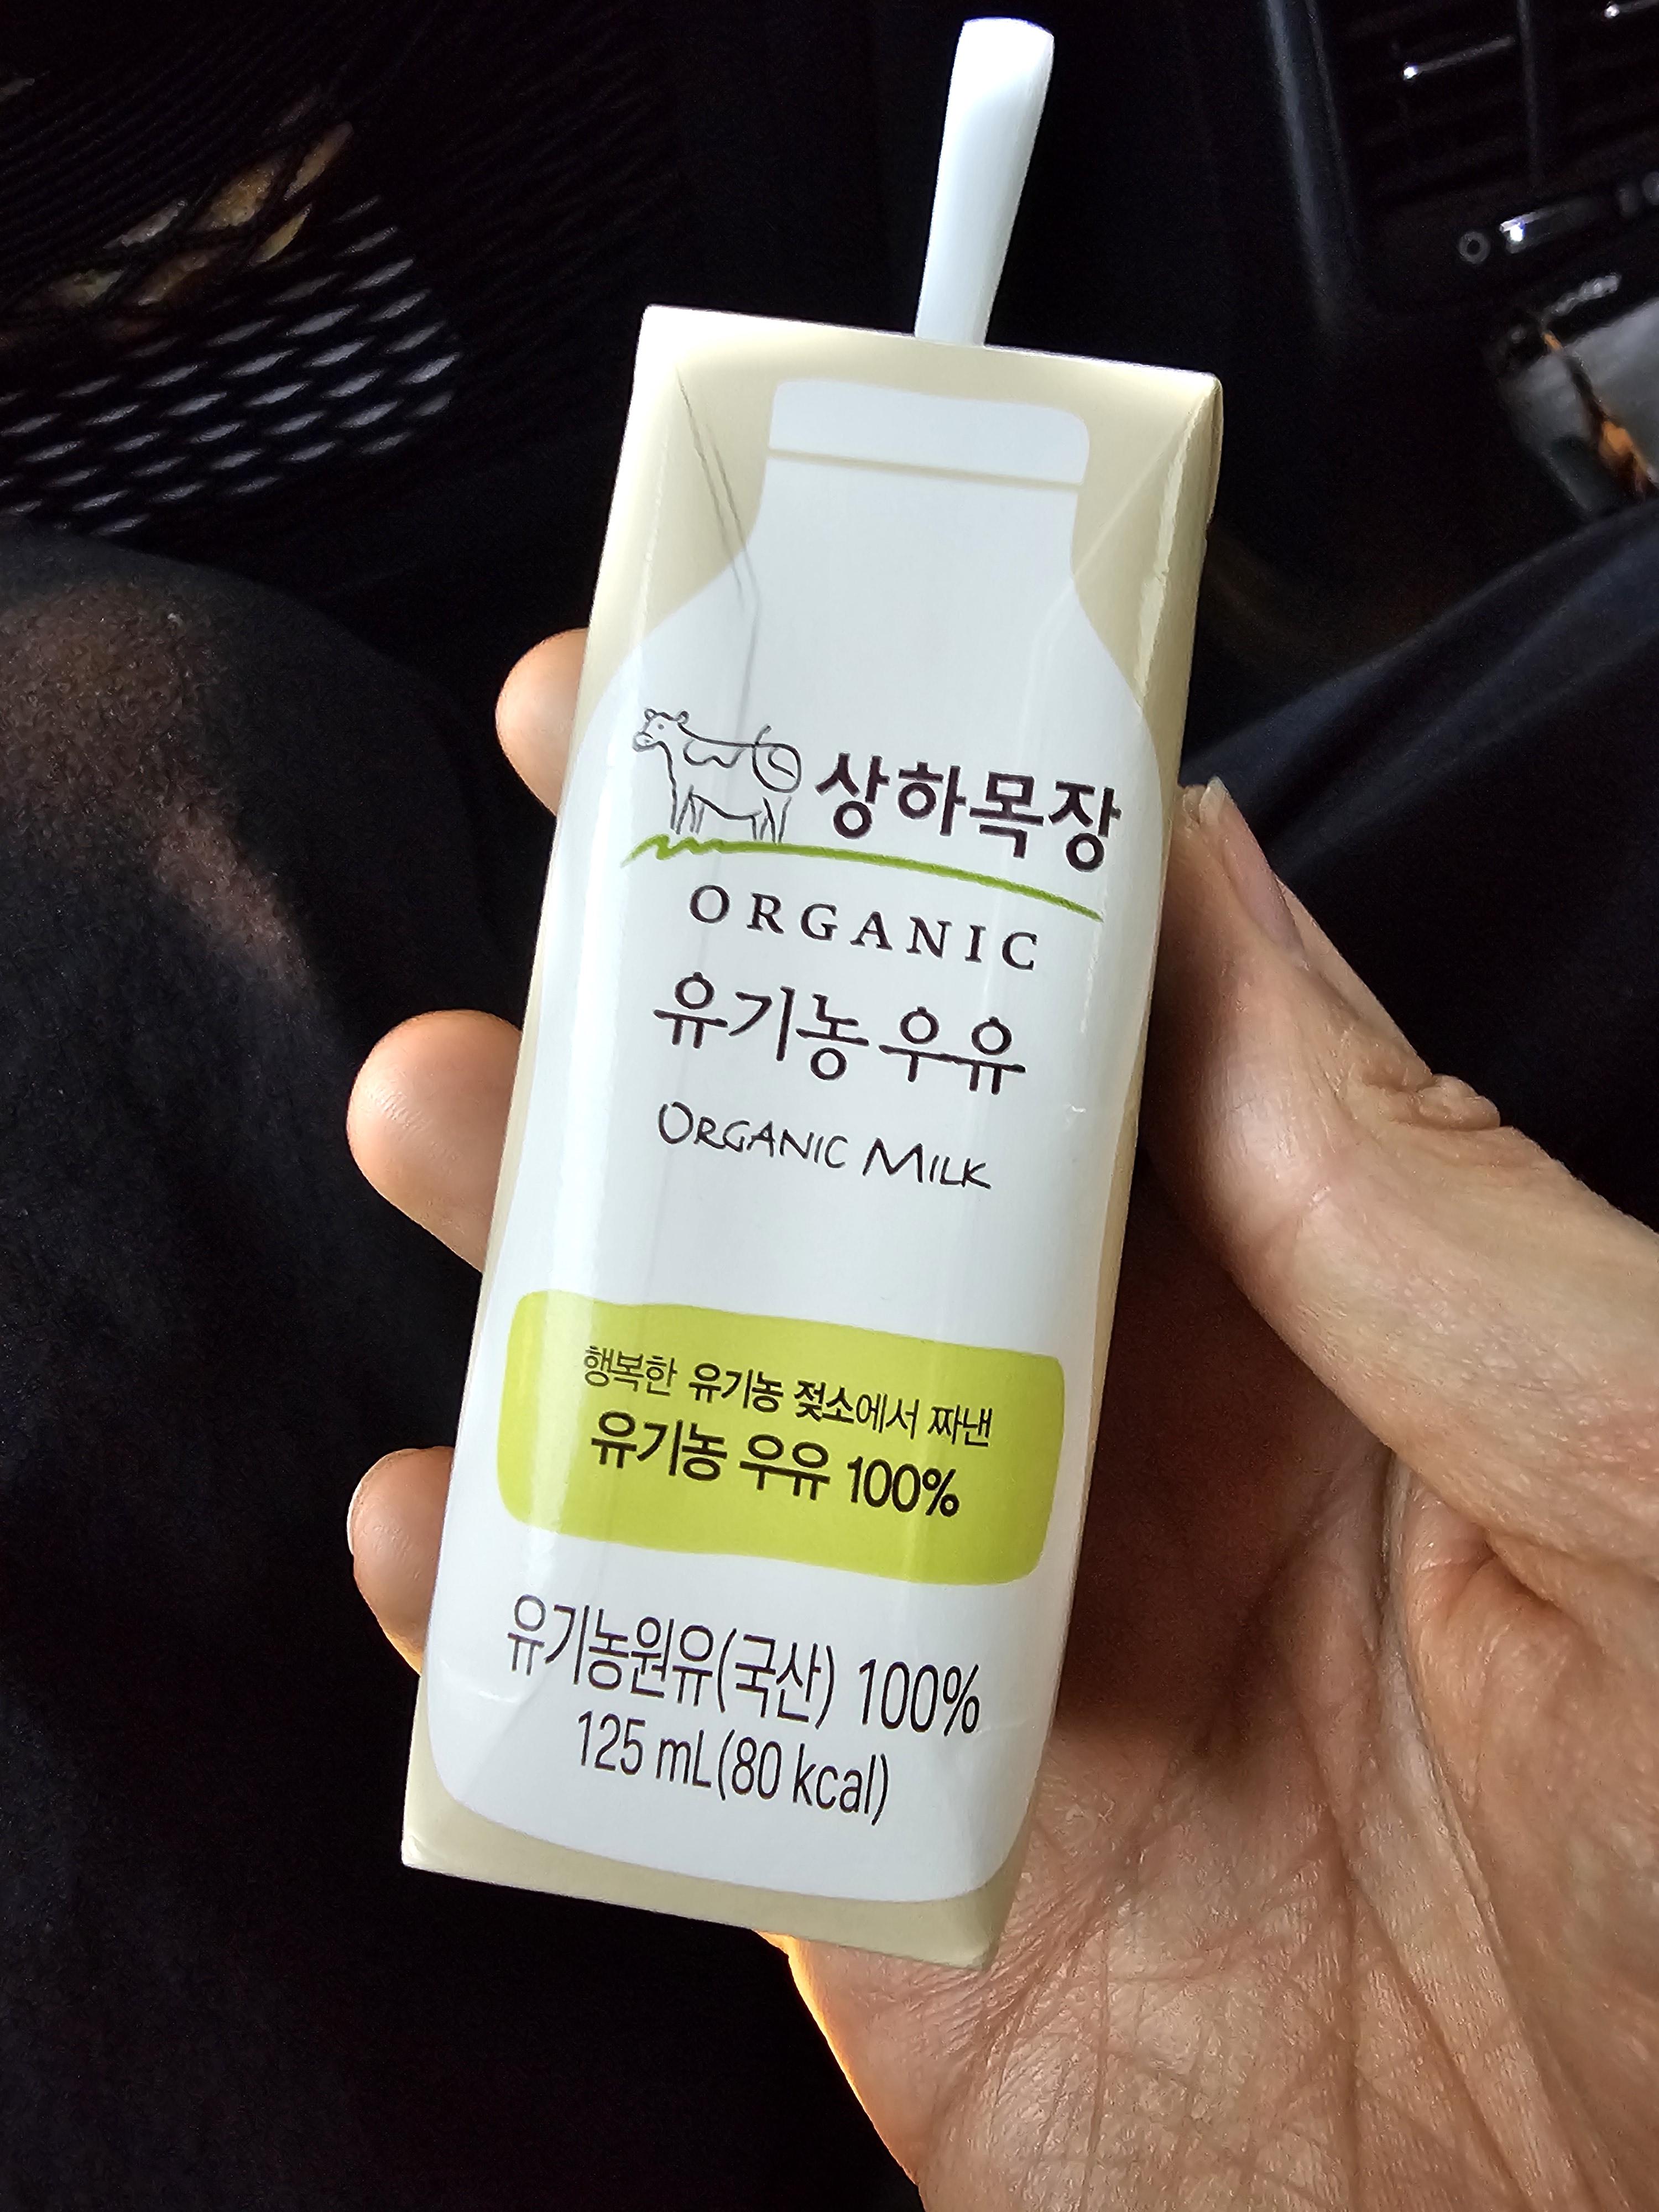 상하목장
ORGANIC
유기농우유
ORGANIC MILK
행복한 유기농 젖소에서 짜낸
유기농 우유 100%
유기농원유(국산) 100%
125 mL(80 kcal)